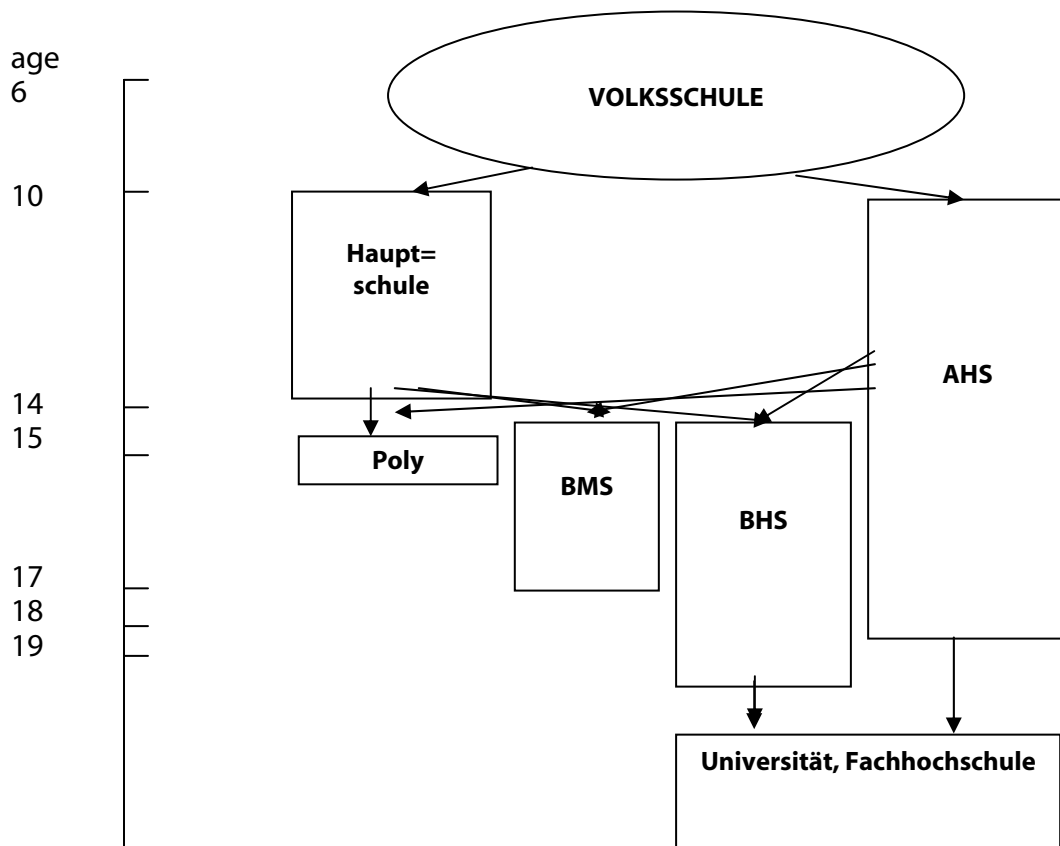 age
6
VOLKSSCHULE
10
Haupt=
schule
AHS
14
15
Poly
BMS
BHS
17
18
19
Universität, Fachhochschule